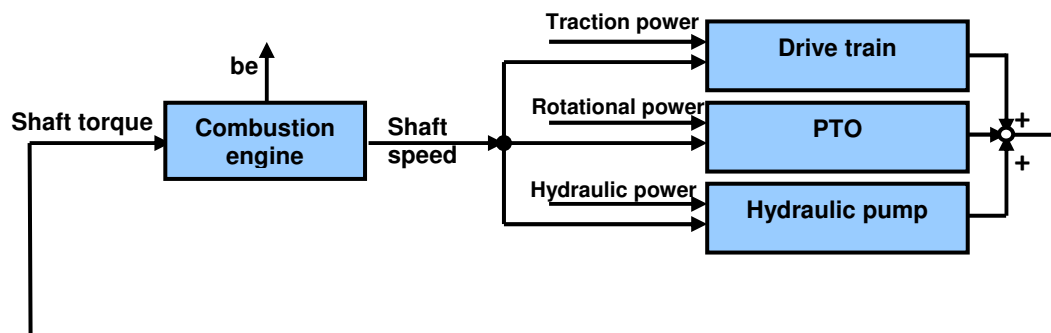 Traction power
Drive train
be
Rotational power
Shaft torque
Combustion
engine
Shaft
speed
PTO
+
+
Hydraulic power
Hydraulic pump